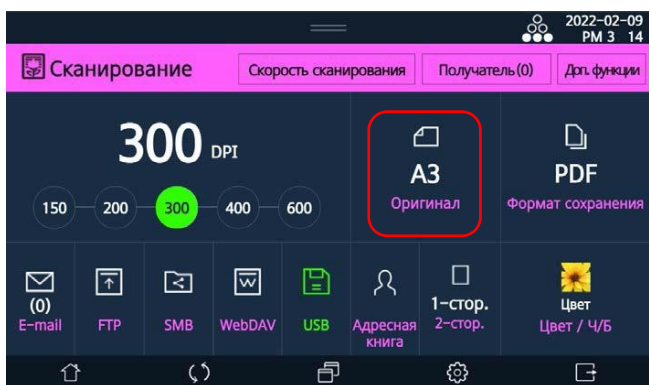 2022-02-09
PM 3 14
Сканирование
Скорость сканирования
Получатель(0)
Доп. функции
300 DPI
A3
Оригинал
PDF
Формат сохранения
150
200
300
400
600
(0)
E-mail
FTP
SMB
WebDAV
USB
Адресная
книга
1-стор.
2-стор.
Цвет
Цвет / Ч/Б